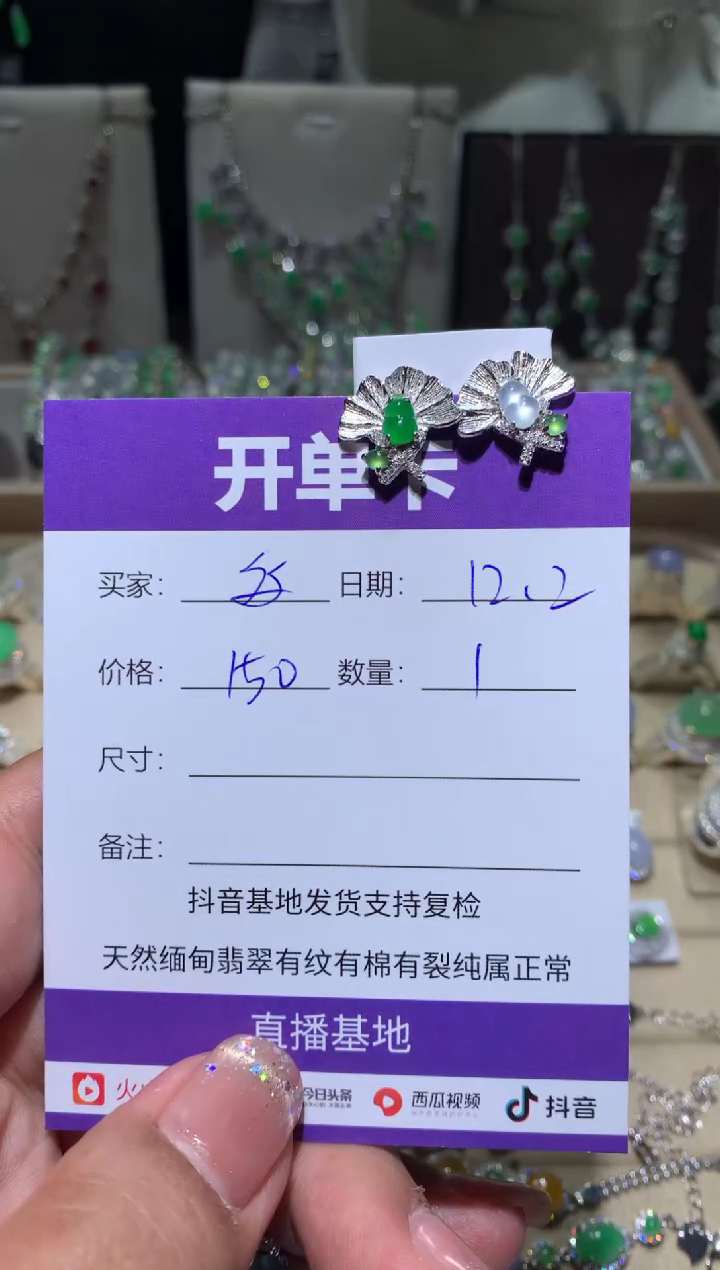 开单卡
买家： 日期：12.2
价格：150 数量：1
尺寸：
备注：
抖音基地发货支持复检
天然缅甸翡翠有纹有棉有裂纯属正常
直播基地
火 今日头条 西瓜视频 抖音